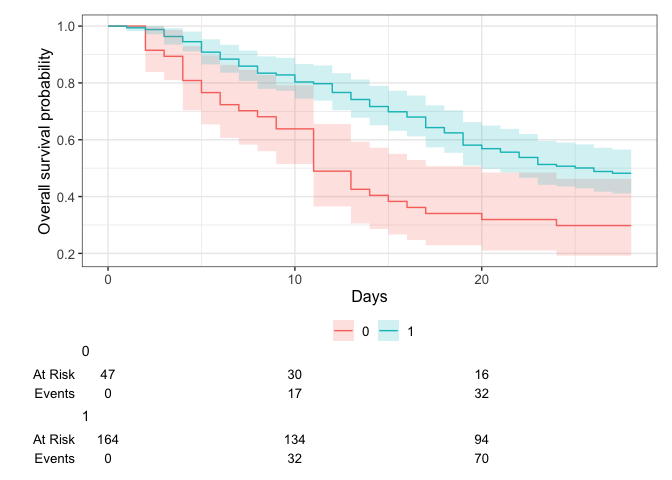 Overall survival probability
1.0
0.8
0.6
0.4
0.2
0 10 20
Days
0 1
0
At Risk 47 30 16
Events 0 17 32
1
At Risk 164 134 94
Events 0 32 70